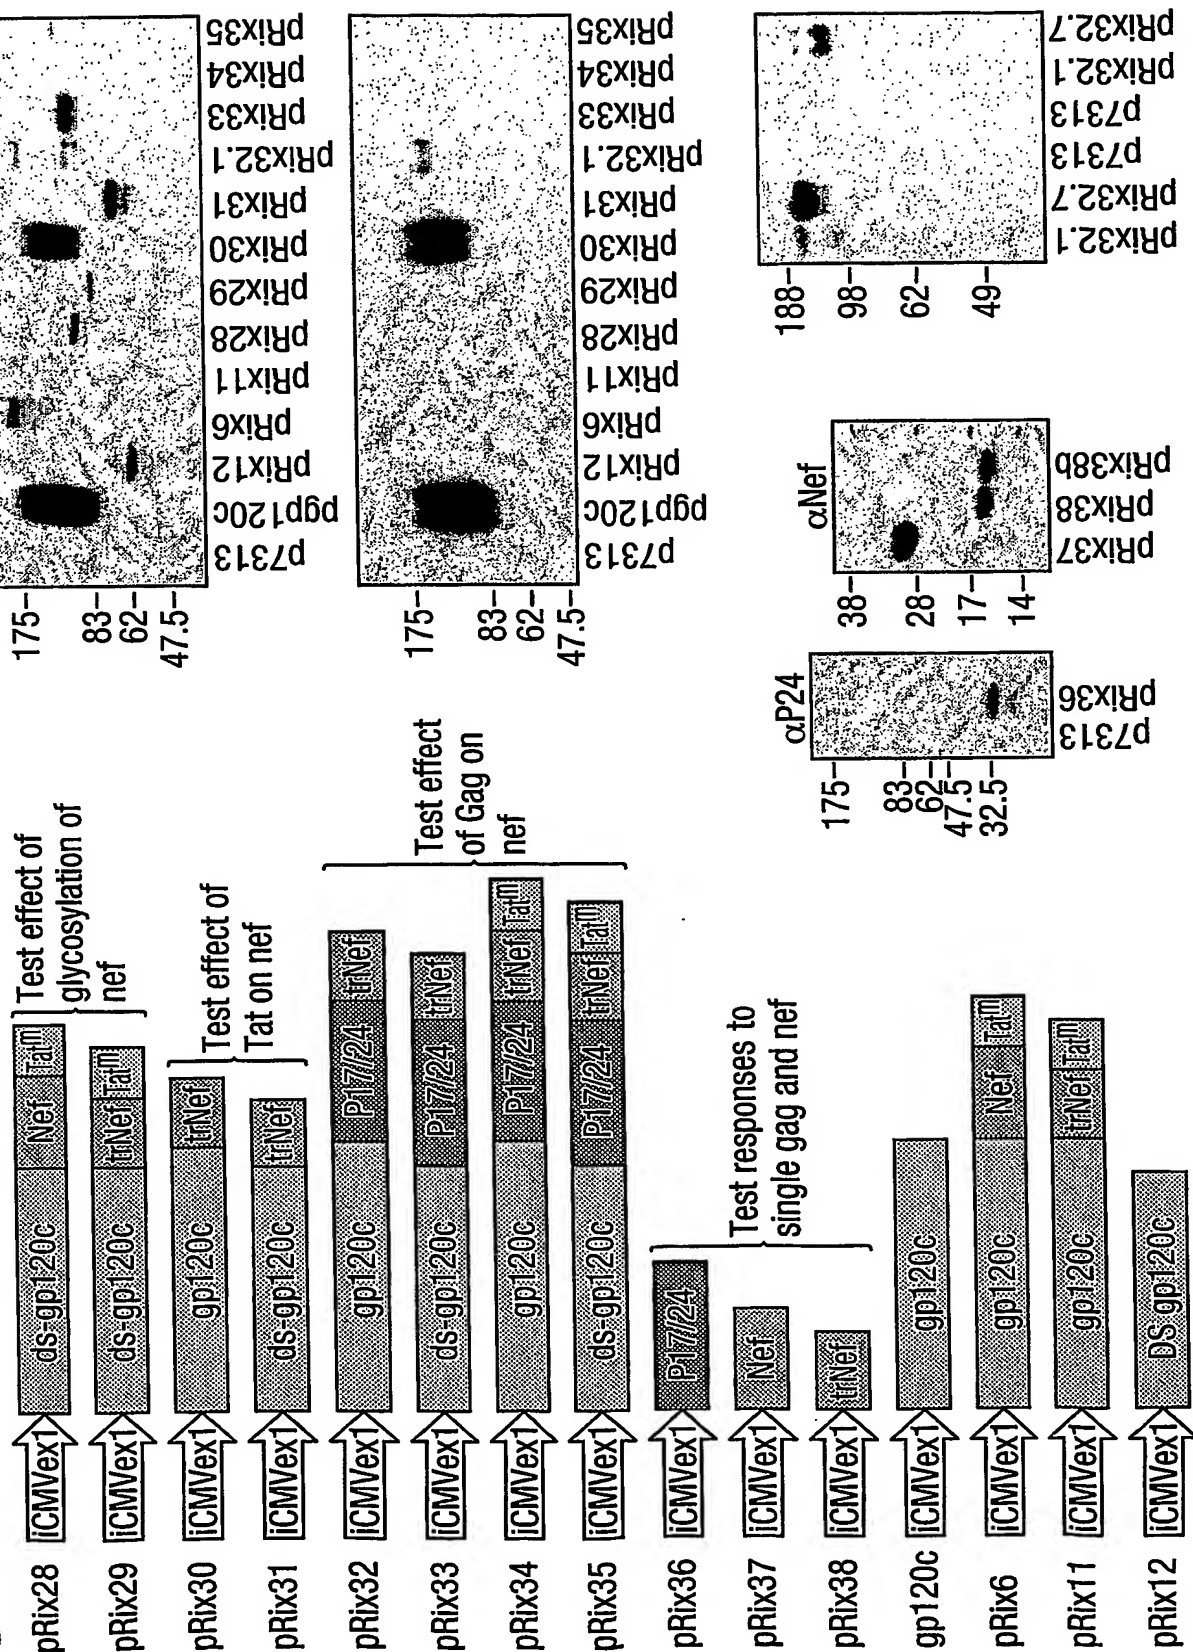 pRix28 iCMVex1 ds-gp120c Nef Tatm
pRix29 iCMVex1 ds-gp120c trNef Tatm
Test effect of
glycosylation of
nef
pRix30 iCMVex1 gp120c trNef
pRix31 iCMVex1 ds-gp120c trNef
Test effect of
Tat on nef
pRix32 iCMVex1 gp120c P17/24 trNef
pRix33 iCMVex1 ds-gp120c P17/24 trNef
pRix34 iCMVex1 gp120c P17/24 trNef Tatm
pRix35 iCMVex1 ds-gp120c P17/24 trNef Tatm
Test effect
of Gag on
nef
pRix36 iCMVex1 P17/24
pRix37 iCMVex1 Nef
pRix38 iCMVex1 trNef
Test responses to
single gag and nef
gp120c iCMVex1 gp120c
pRix6 iCMVex1 gp120c Nef Tatm
pRix11 iCMVex1 gp120c trNef Tatm
pRix12 iCMVex1 DS-gp120c
175-
83-
62-
47.5-
p7313
pgp120c
pRix12
pRix6
pRix11
pRix28
pRix29
pRix30
pRix31
pRix32.1
pRix33
pRix34
pRix35
175-
83-
62-
47.5-
p7313
pgp120c
pRix12
pRix6
pRix11
pRix28
pRix29
pRix30
pRix31
pRix32.1
pRix33
pRix34
pRix35
αP24
175-
83-
62-
47.5-
32.5-
p7313
pRix36
αNef
38-
28-
17-
14-
pRix37
pRix38
pRix38b
188-
98-
62-
49-
pRix32.1
pRix32.7
p7313
p7313
pRix32.1
pRix32.7